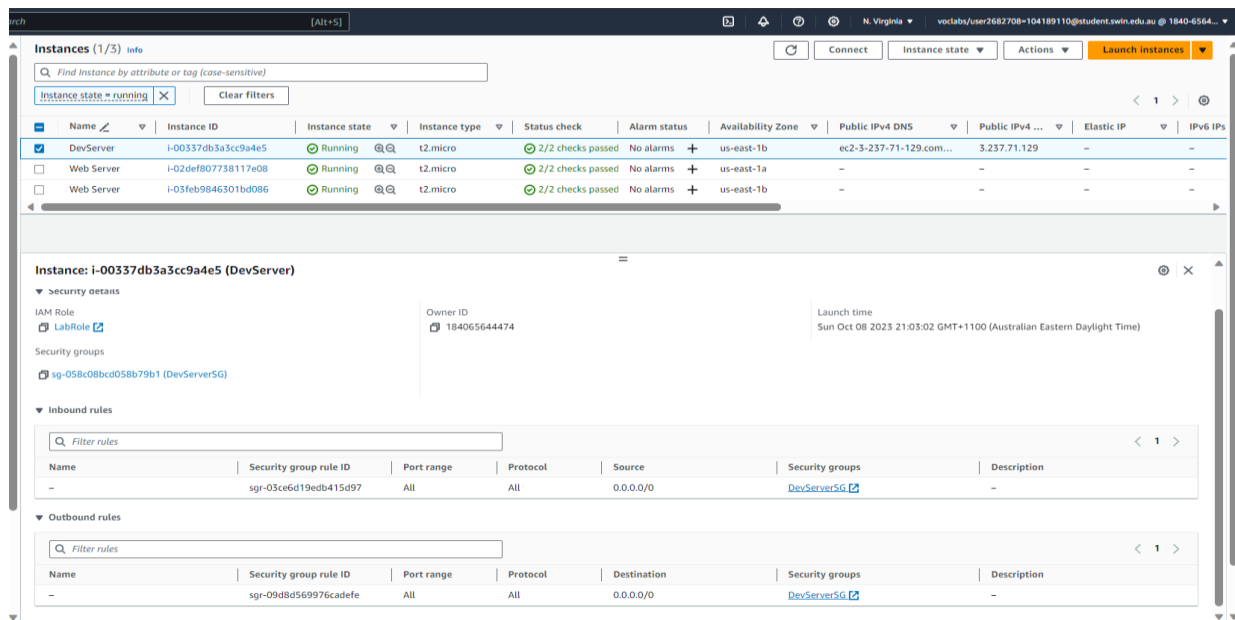 arch [Alt+S] N. Virginia voclabs/user2682708=104189110@student.swin.edu.au @ 1840-6564...
Instances (1/3) Info Connect Instance state Actions Launch instances
Find Instance by attribute or tag (case-sensitive)
Instance state = running Clear filters 1
Name Instance ID Instance state Instance type Status check Alarm status Availability Zone Public IPv4 DNS Public IPv4 ... Elastic IP IPv6 IPs
DevServer i-00337db3a3cc9a4e5 Running t2.micro 2/2 checks passed No alarms + us-east-1b ec2-3-237-71-129.com... 3.237.71.129 – –
Web Server i-02def807738117e08 Running t2.micro 2/2 checks passed No alarms + us-east-1a – – – –
Web Server i-03feb9846301bd086 Running t2.micro 2/2 checks passed No alarms + us-east-1b – – – –
Instance: i-00337db3a3cc9a4e5 (DevServer)
Security details
IAM Role Owner ID Launch time
LabRole 184065644474 Sun Oct 08 2023 21:03:02 GMT+1100 (Australian Eastern Daylight Time)
Security groups
sg-058c08bcd058b79b1 (DevServerSG)
Inbound rules
Filter rules 1
Name Security group rule ID Port range Protocol Source Security groups Description
– sgr-03ce6d19edb415d97 All All 0.0.0.0/0 DevServerSG –
Outbound rules
Filter rules 1
Name Security group rule ID Port range Protocol Destination Security groups Description
– sgr-09d8d569976cadefe All All 0.0.0.0/0 DevServerSG –